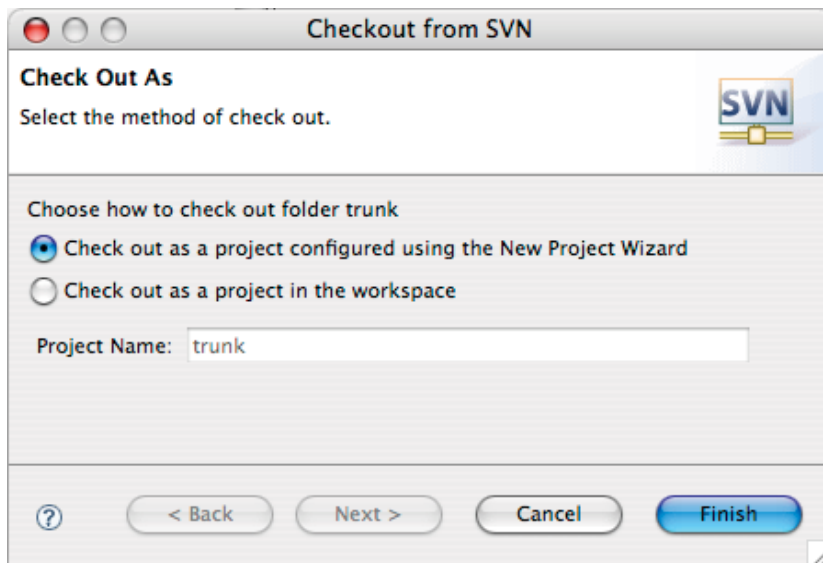 Checkout from SVN
Check Out As
Select the method of check out.
SVN
Choose how to check out folder trunk
Check out as a project configured using the New Project Wizard
Check out as a project in the workspace
Project Name: trunk
? < Back Next > Cancel Finish